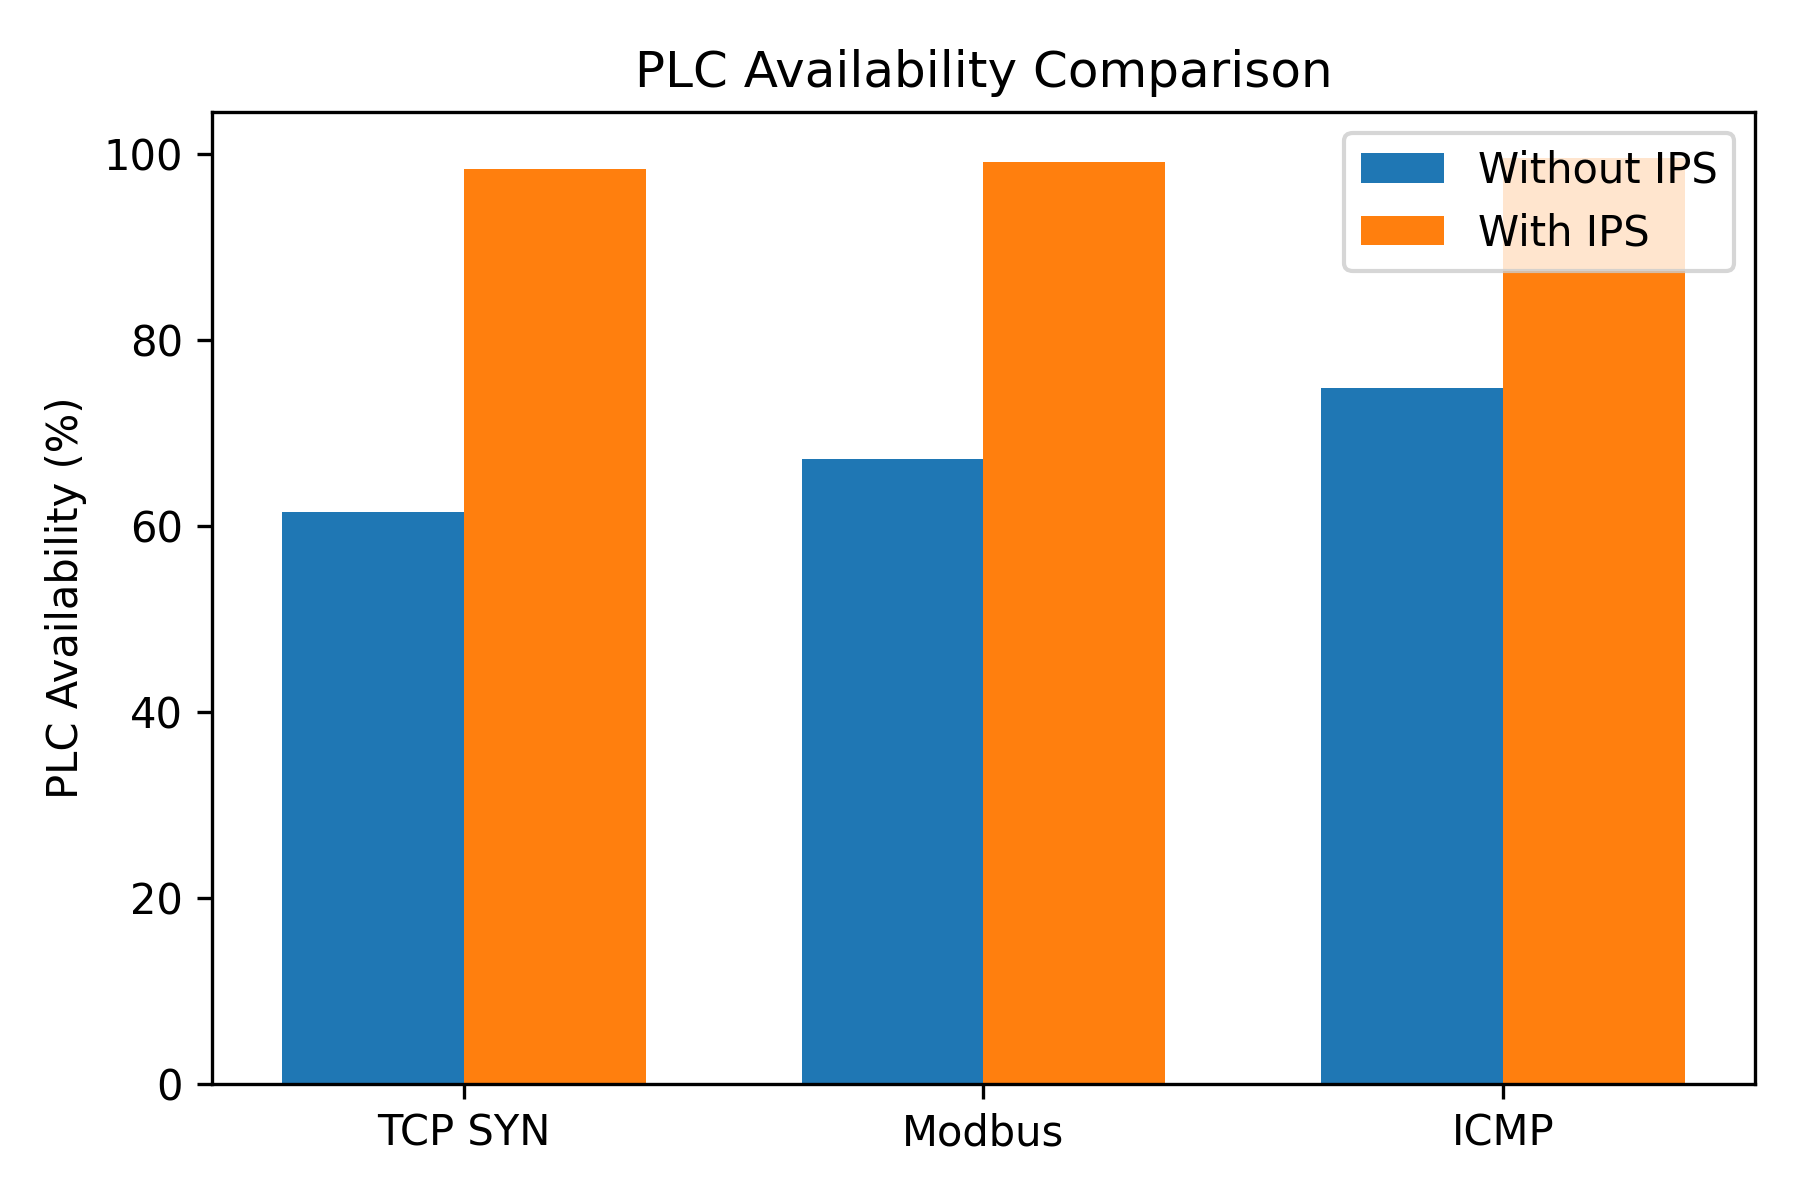 PLC Availability Comparison
PLC Availability (%)
100
80
60
40
20
0
Without IPS
With IPS
TCP SYN
Modbus
ICMP